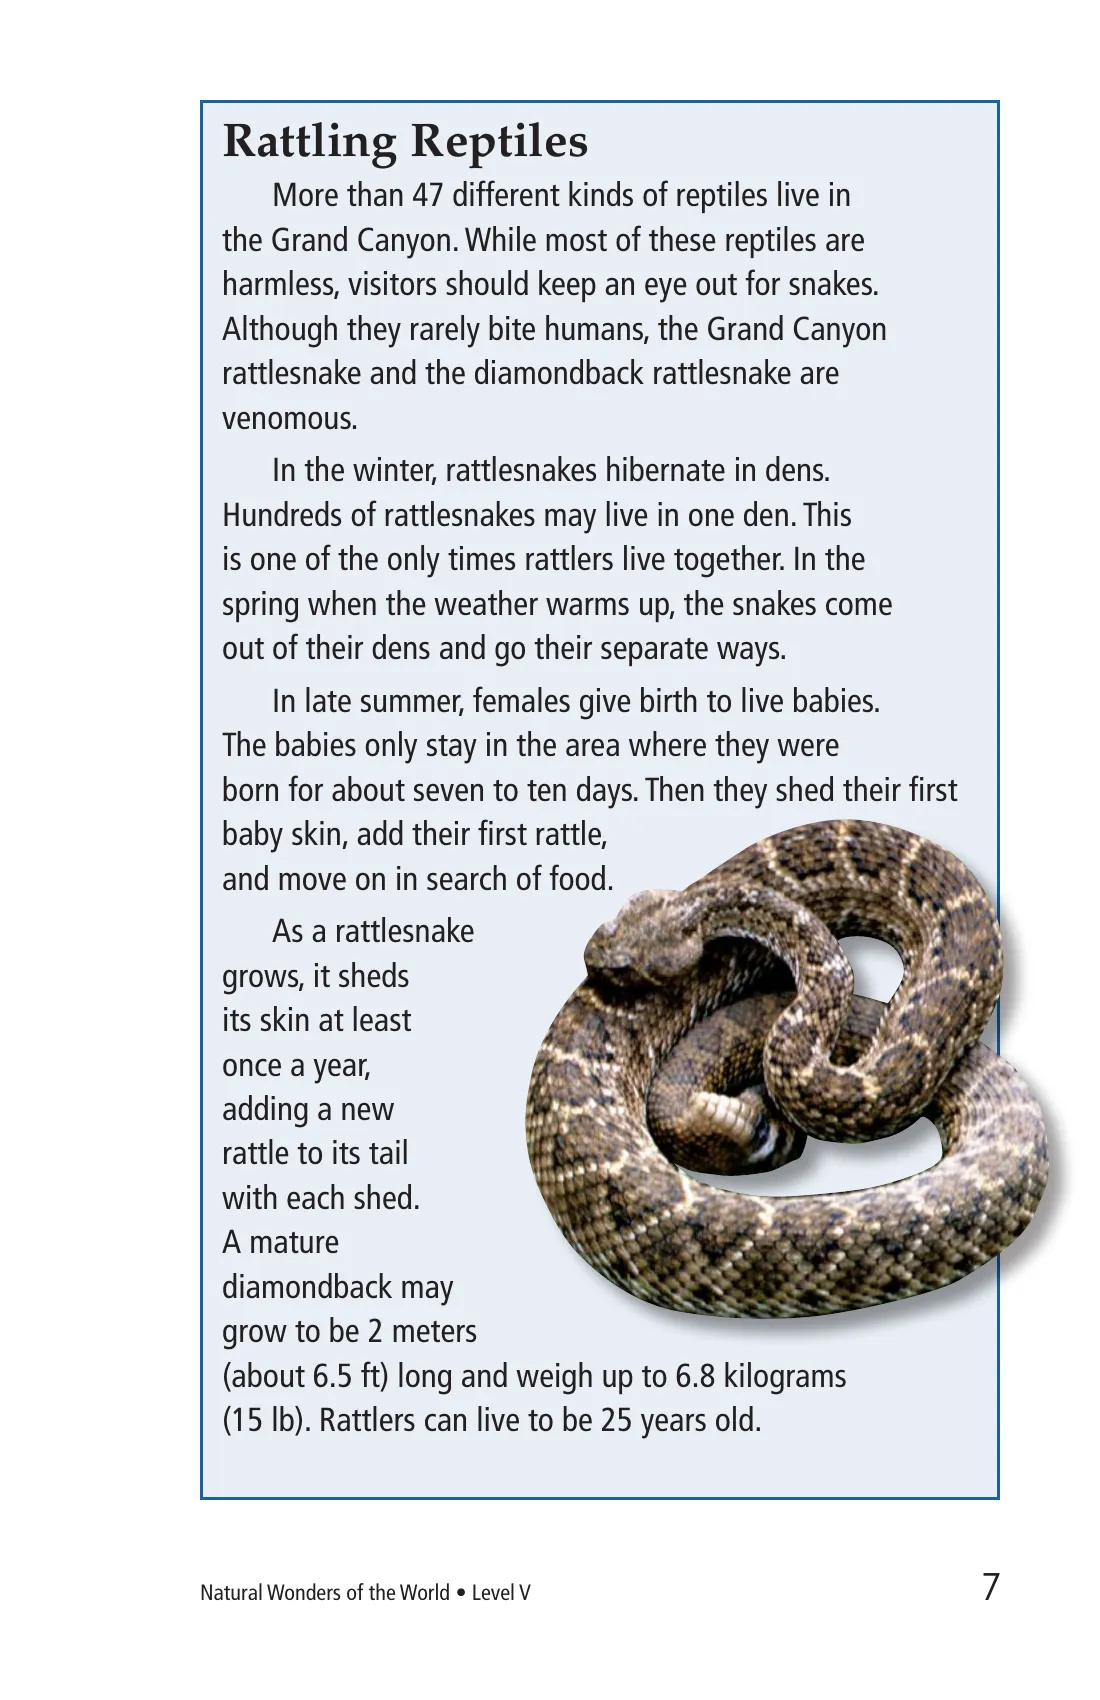 Rattling Reptiles
More than 47 different kinds of reptiles live in
the Grand Canyon. While most of these reptiles are
harmless, visitors should keep an eye out for snakes.
Although they rarely bite humans, the Grand Canyon
rattlesnake and the diamondback rattlesnake are
venomous.
In the winter, rattlesnakes hibernate in dens.
Hundreds of rattlesnakes may live in one den. This
is one of the only times rattlers live together. In the
spring when the weather warms up, the snakes come
out of their dens and go their separate ways.
In late summer, females give birth to live babies.
The babies only stay in the area where they were
born for about seven to ten days. Then they shed their first
baby skin, add their first rattle,
and move on in search of food.
As a rattlesnake
grows, it sheds
its skin at least
once a year,
adding a new
rattle to its tail
with each shed.
A mature
diamondback may
grow to be 2 meters
(about 6.5 ft) long and weigh up to 6.8 kilograms
(15 lb). Rattlers can live to be 25 years old.
Natural Wonders of the World • Level V
7